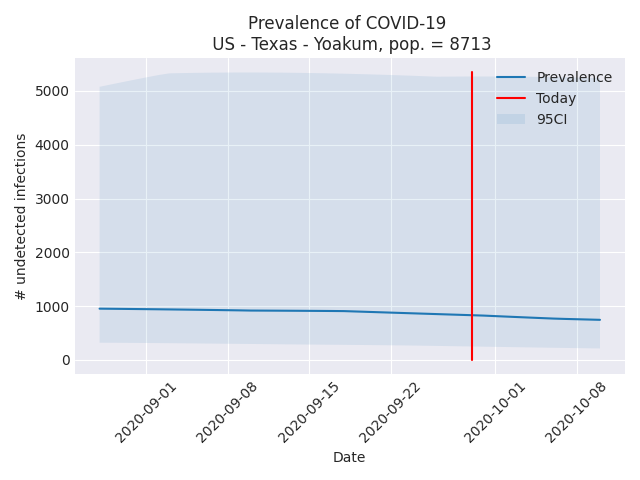 Prevalence of COVID-19
US - Texas - Yoakum, pop. = 8713
Prevalence
Today
95CI
# undetected infections
5000
4000
3000
2000
1000
0
2020-09-01
2020-09-08
2020-09-15
2020-09-22
2020-10-01
2020-10-08
Date